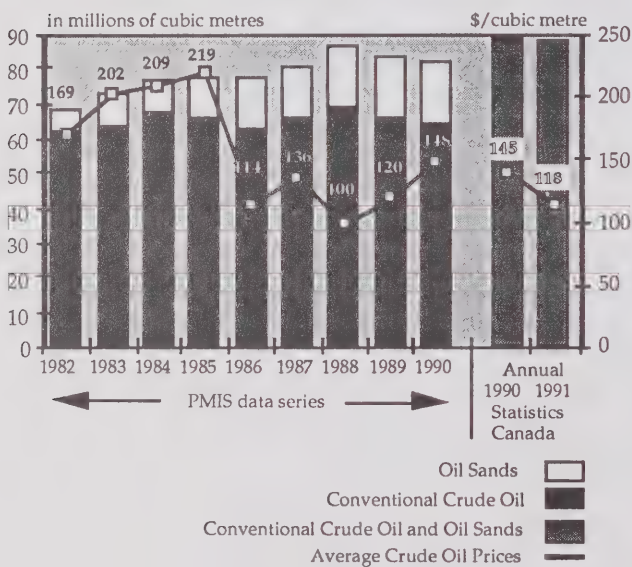 in millions of cubic metres
$/cubic metre
90
80
70
60
50
40
30
20
10
0
250
200
150
100
50
0
169
202
209
219
114
136
100
120
148
145
118
1982 1983 1984 1985 1986 1987 1988 1989 1990
PMIS data series
Annual
1990 1991
Statistics
Canada
Oil Sands
Conventional Crude Oil
Conventional Crude Oil and Oil Sands
Average Crude Oil Prices